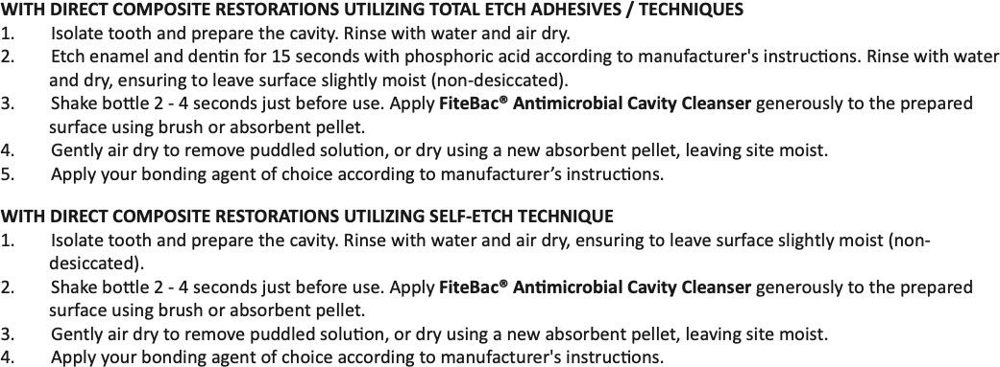 WITH DIRECT COMPOSITE RESTORATIONS UTILIZING TOTAL ETCH ADHESIVES / TECHNIQUES
1. Isolate tooth and prepare the cavity. Rinse with water and air dry.
2. Etch enamel and dentin for 15 seconds with phosphoric acid according to manufacturer's instructions. Rinse with water
and dry, ensuring to leave surface slightly moist (non-desiccated).
3. Shake bottle 2 - 4 seconds just before use. Apply FiteBac® Antimicrobial Cavity Cleanser generously to the prepared
surface using brush or absorbent pellet.
4. Gently air dry to remove puddled solution, or dry using a new absorbent pellet, leaving site moist.
5. Apply your bonding agent of choice according to manufacturer’s instructions.
WITH DIRECT COMPOSITE RESTORATIONS UTILIZING SELF-ETCH TECHNIQUE
1. Isolate tooth and prepare the cavity. Rinse with water and air dry, ensuring to leave surface slightly moist (non-
desiccated).
2. Shake bottle 2 - 4 seconds just before use. Apply FiteBac® Antimicrobial Cavity Cleanser generously to the prepared
surface using brush or absorbent pellet.
3. Gently air dry to remove puddled solution, or dry using a new absorbent pellet, leaving site moist.
4. Apply your bonding agent of choice according to manufacturer's instructions.